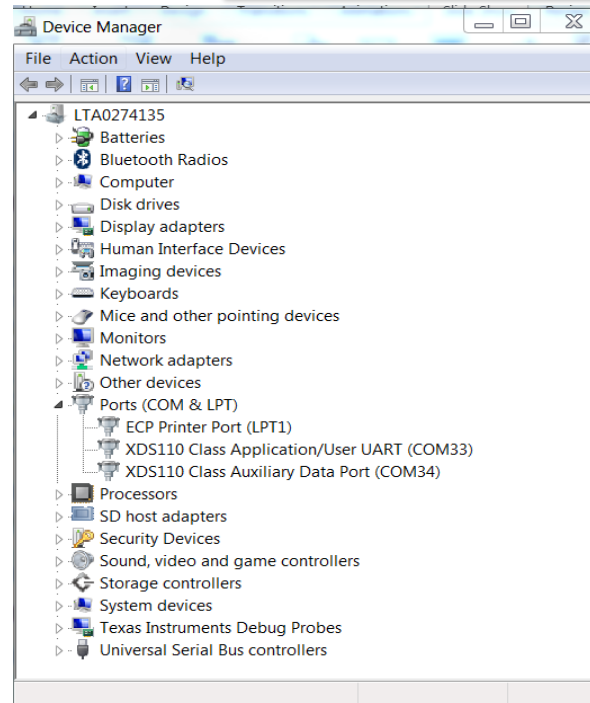 Device Manager
File Action View Help
LTA0274135
Batteries
Bluetooth Radios
Computer
Disk drives
Display adapters
Human Interface Devices
Imaging devices
Keyboards
Mice and other pointing devices
Monitors
Network adapters
Other devices
Ports (COM & LPT)
ECP Printer Port (LPT1)
XDS110 Class Application/User UART (COM33)
XDS110 Class Auxiliary Data Port (COM34)
Processors
SD host adapters
Security Devices
Sound, video and game controllers
Storage controllers
System devices
Texas Instruments Debug Probes
Universal Serial Bus controllers